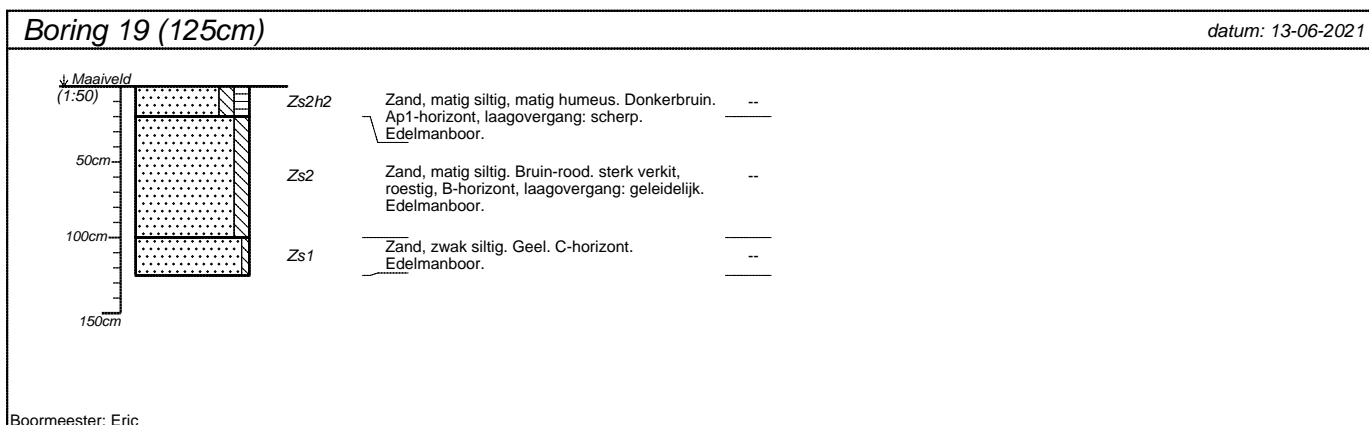 Boring 19 (125cm)
datum: 13-06-2021
Maaiveld
(1:50)
Zs2h2
Zand, matig siltig, matig humeus. Donkerbruin.
Ap1-horizont, laagovergang: scherp.
Edelmanboor.
--
50cm
Zs2
Zand, matig siltig. Bruin-rood. sterk verkit,
roestig, B-horizont, laagovergang: geleidelijk.
Edelmanboor.
--
100cm
Zs1
Zand, zwak siltig. Geel. C-horizont.
Edelmanboor.
--
150cm
Boormeester: Eric